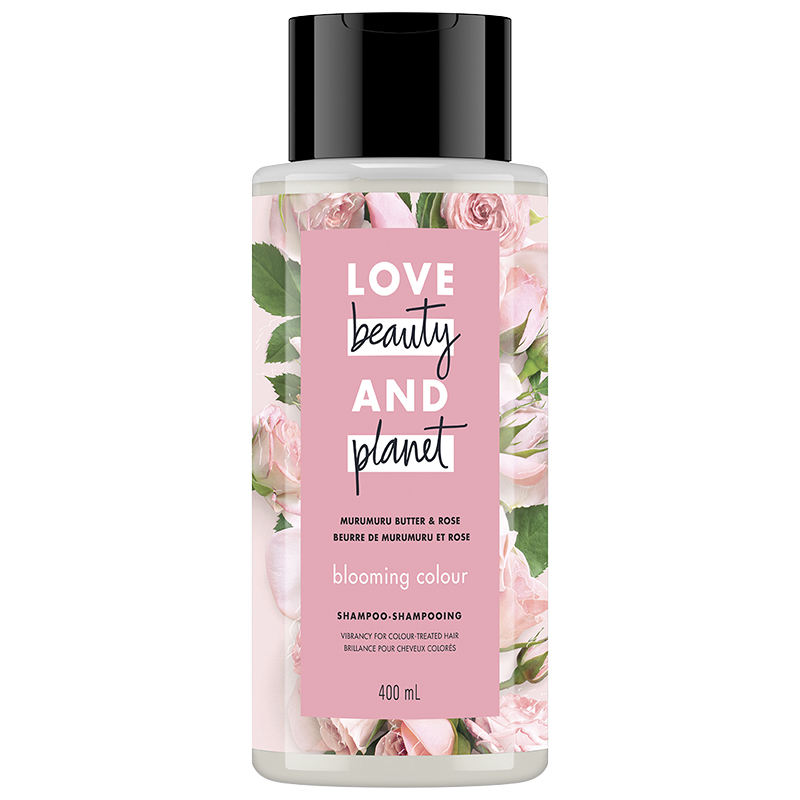 LOVE
beauty
AND
planet
MURUMURU BUTTER & ROSE
BEURRE DE MURUMURU ET ROSE
blooming colour
SHAMPOO-SHAMPOOING
VIBRANCY FOR COLOUR-TREATED HAIR
BRILLANCE POUR CHEVEUX COLORÉS
400 mL